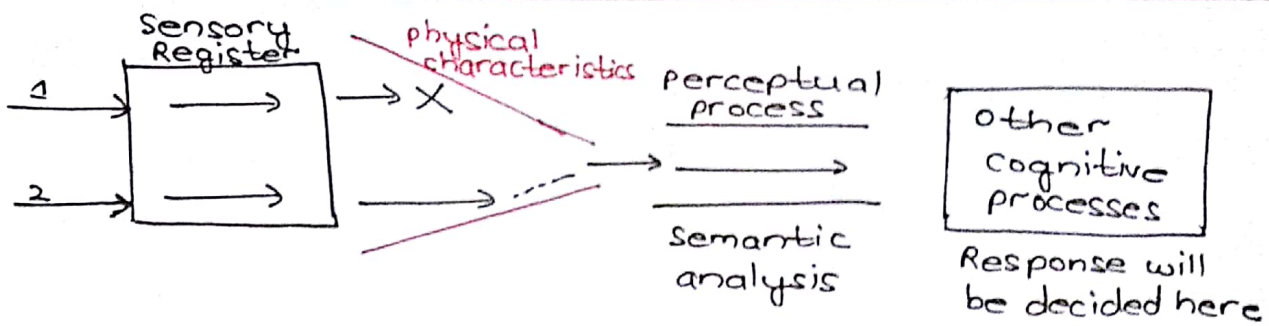 Sensory
Register
1
2
X
physical
characteristics
perceptual
process
semantic
analysis
other
cognitive
processes
Response will
be decided here